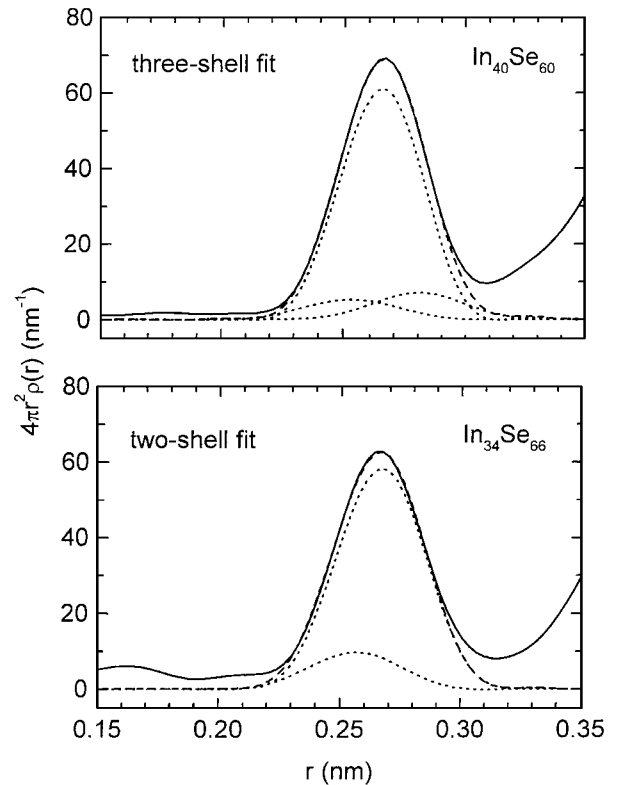 three-shell fit
In₄₀Se₆₀
80
60
40
20
0
4πr²ρ(r) (nm⁻¹)
two-shell fit
In₃₄Se₆₆
80
60
40
20
0
0.15 0.20 0.25 0.30 0.35
r (nm)